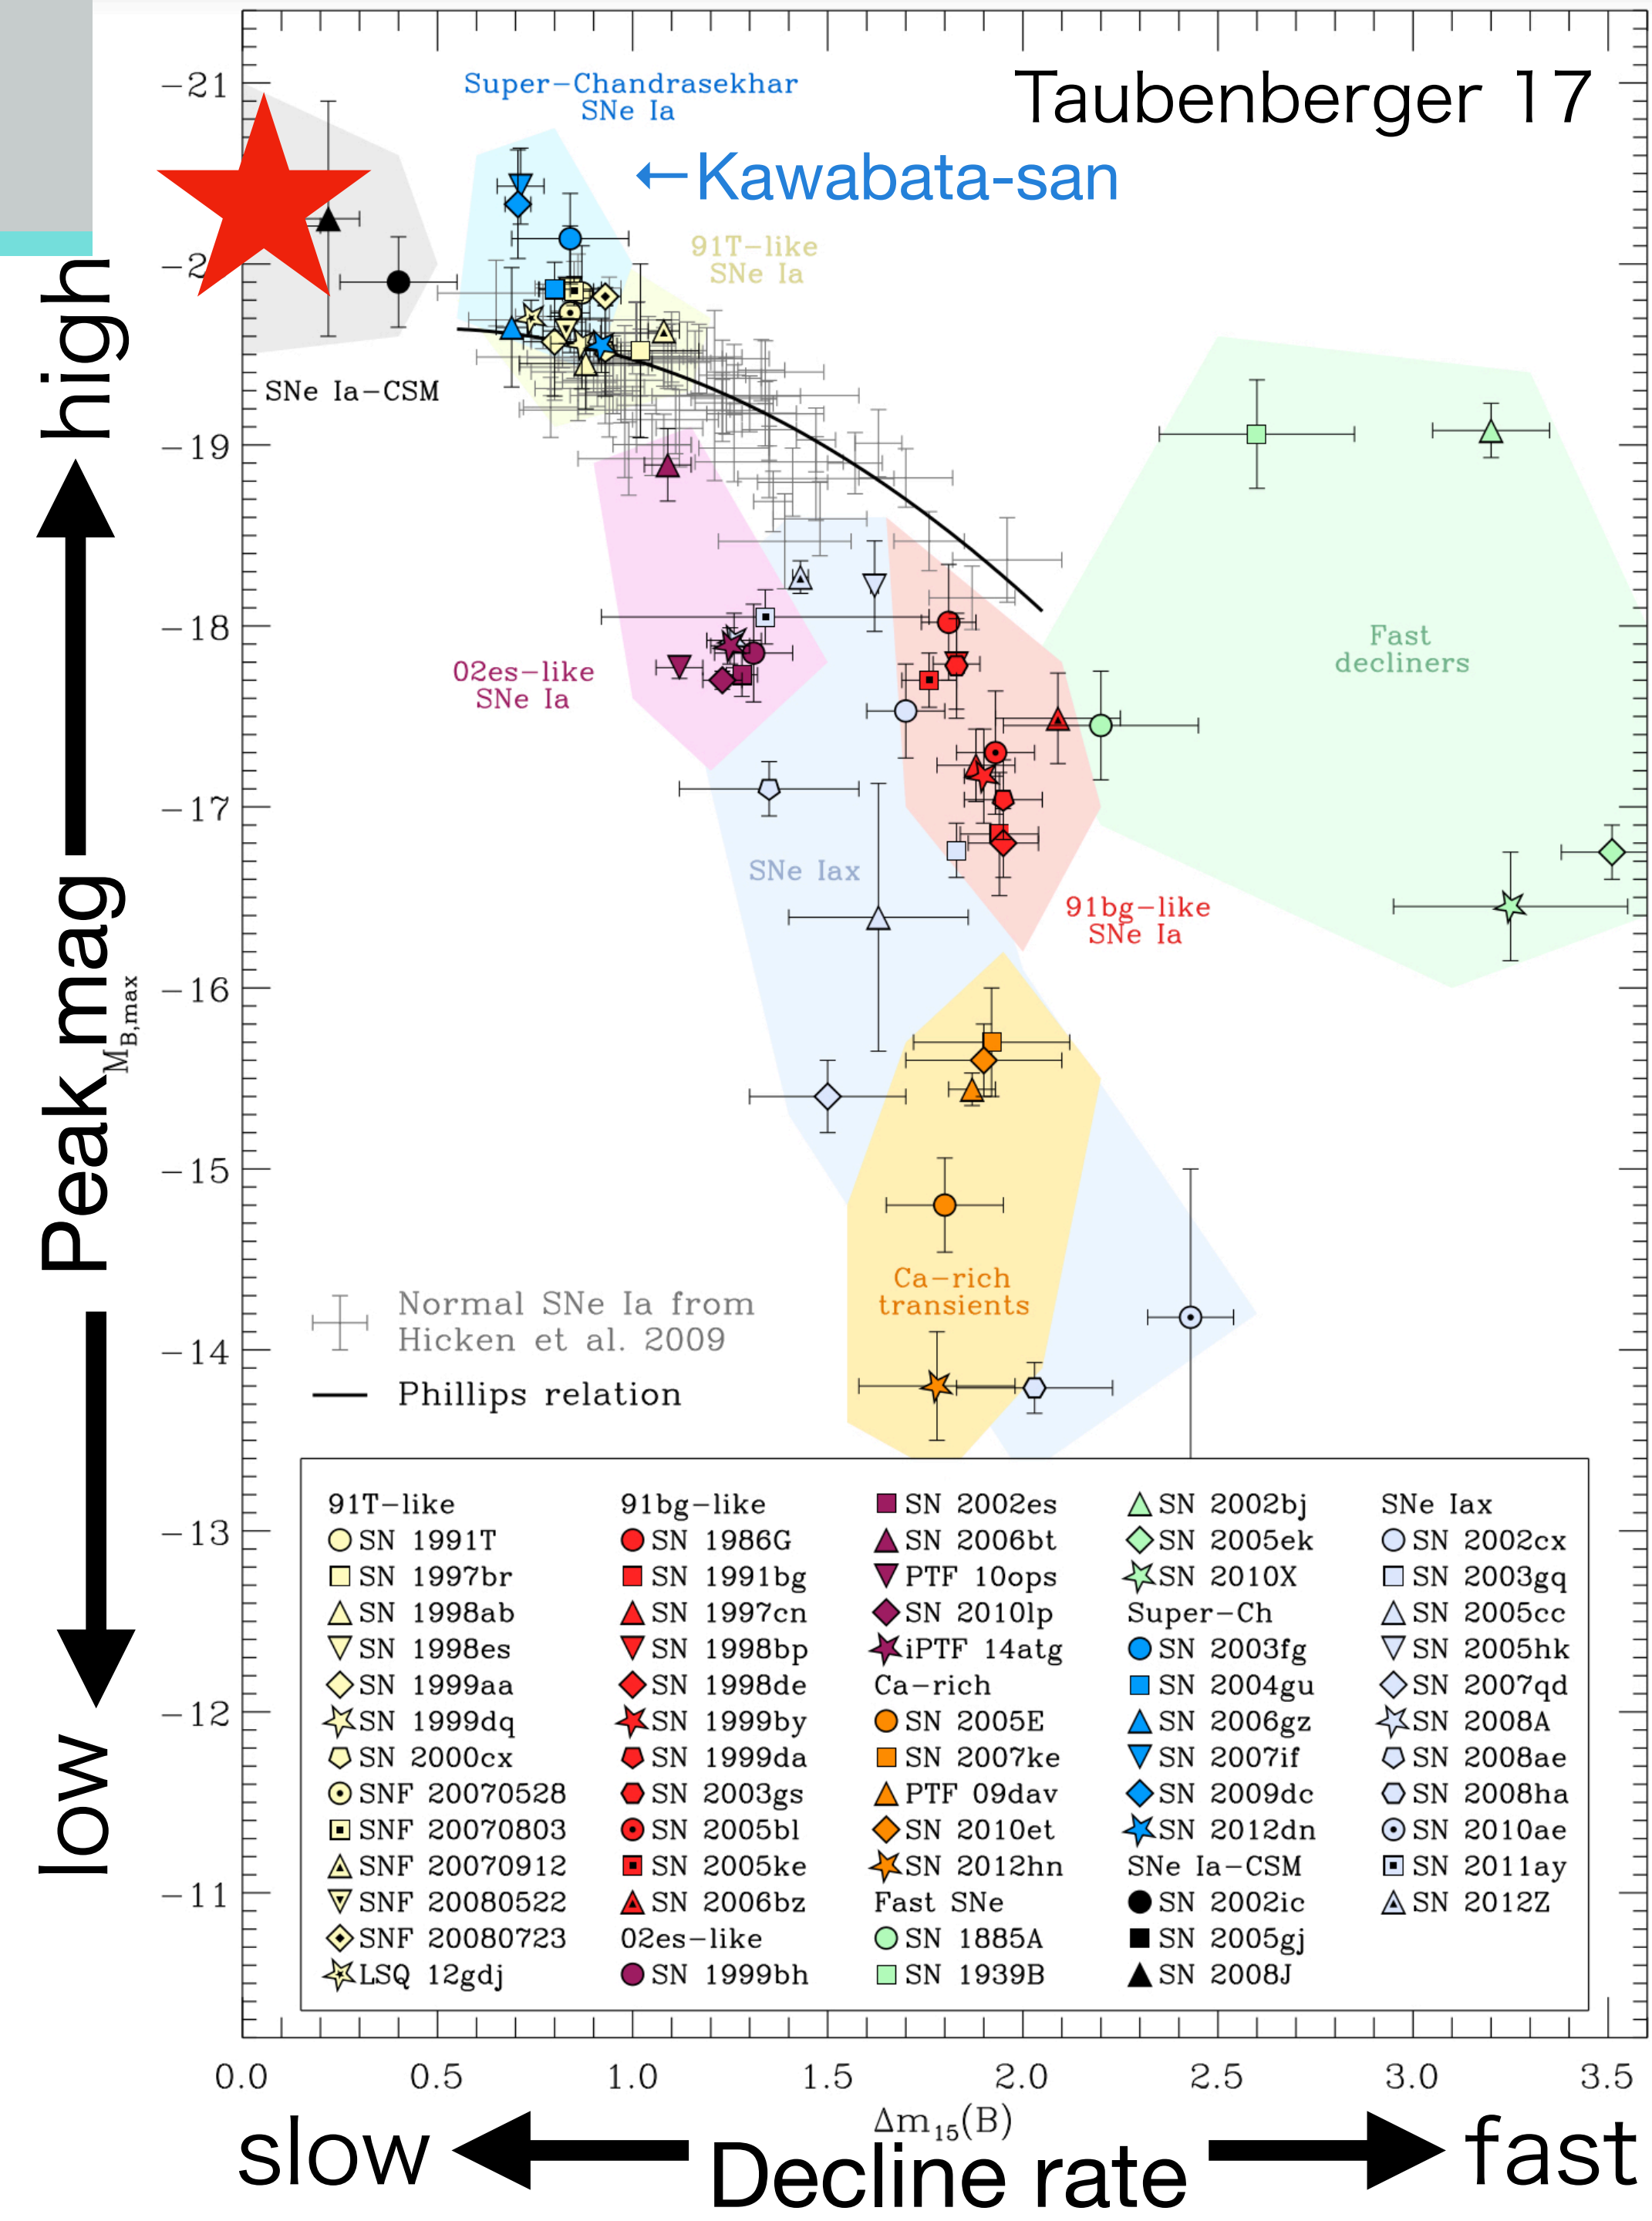 Taubenberger 17
Super-Chandrasekhar
SNe Ia
←Kawabata-san
91T-like
SNe Ia
SNe Ia-CSM
02es-like
SNe Ia
Fast
decliners
SNe Iax
91bg-like
SNe Ia
Ca-rich
transients
Normal SNe Ia from
Hicken et al. 2009
Phillips relation
high
Peak mag
low
M_B,max
-21
-2
-19
-18
-17
-16
-15
-14
-13
-12
-11
91T-like
SN 1991T
SN 1997br
SN 1998ab
SN 1998es
SN 1999aa
SN 1999dq
SN 2000cx
SNF 20070528
SNF 20070803
SNF 20070912
SNF 20080522
SNF 20080723
LSQ 12gdj
91bg-like
SN 1986G
SN 1991bg
SN 1997cn
SN 1998bp
SN 1998de
SN 1999by
SN 1999da
SN 2003gs
SN 2005bl
SN 2005ke
SN 2006bz
02es-like
SN 1999bh
SN 2002es
SN 2006bt
PTF 10ops
SN 2010lp
iPTF 14atg
Ca-rich
SN 2005E
SN 2007ke
PTF 09dav
SN 2010et
SN 2012hn
Fast SNe
SN 1885A
SN 1939B
SN 2002bj
SN 2005ek
SN 2010X
Super-Ch
SN 2003fg
SN 2004gu
SN 2006gz
SN 2007if
SN 2009dc
SN 2012dn
SNe Ia-CSM
SN 2002ic
SN 2005gj
SN 2008J
SNe Iax
SN 2002cx
SN 2003gq
SN 2005cc
SN 2005hk
SN 2007qd
SN 2008A
SN 2008ae
SN 2008ha
SN 2010ae
SN 2011ay
SN 2012Z
0.0 0.5 1.0 1.5 2.0 2.5 3.0 3.5
Δm15(B)
slow Decline rate fast